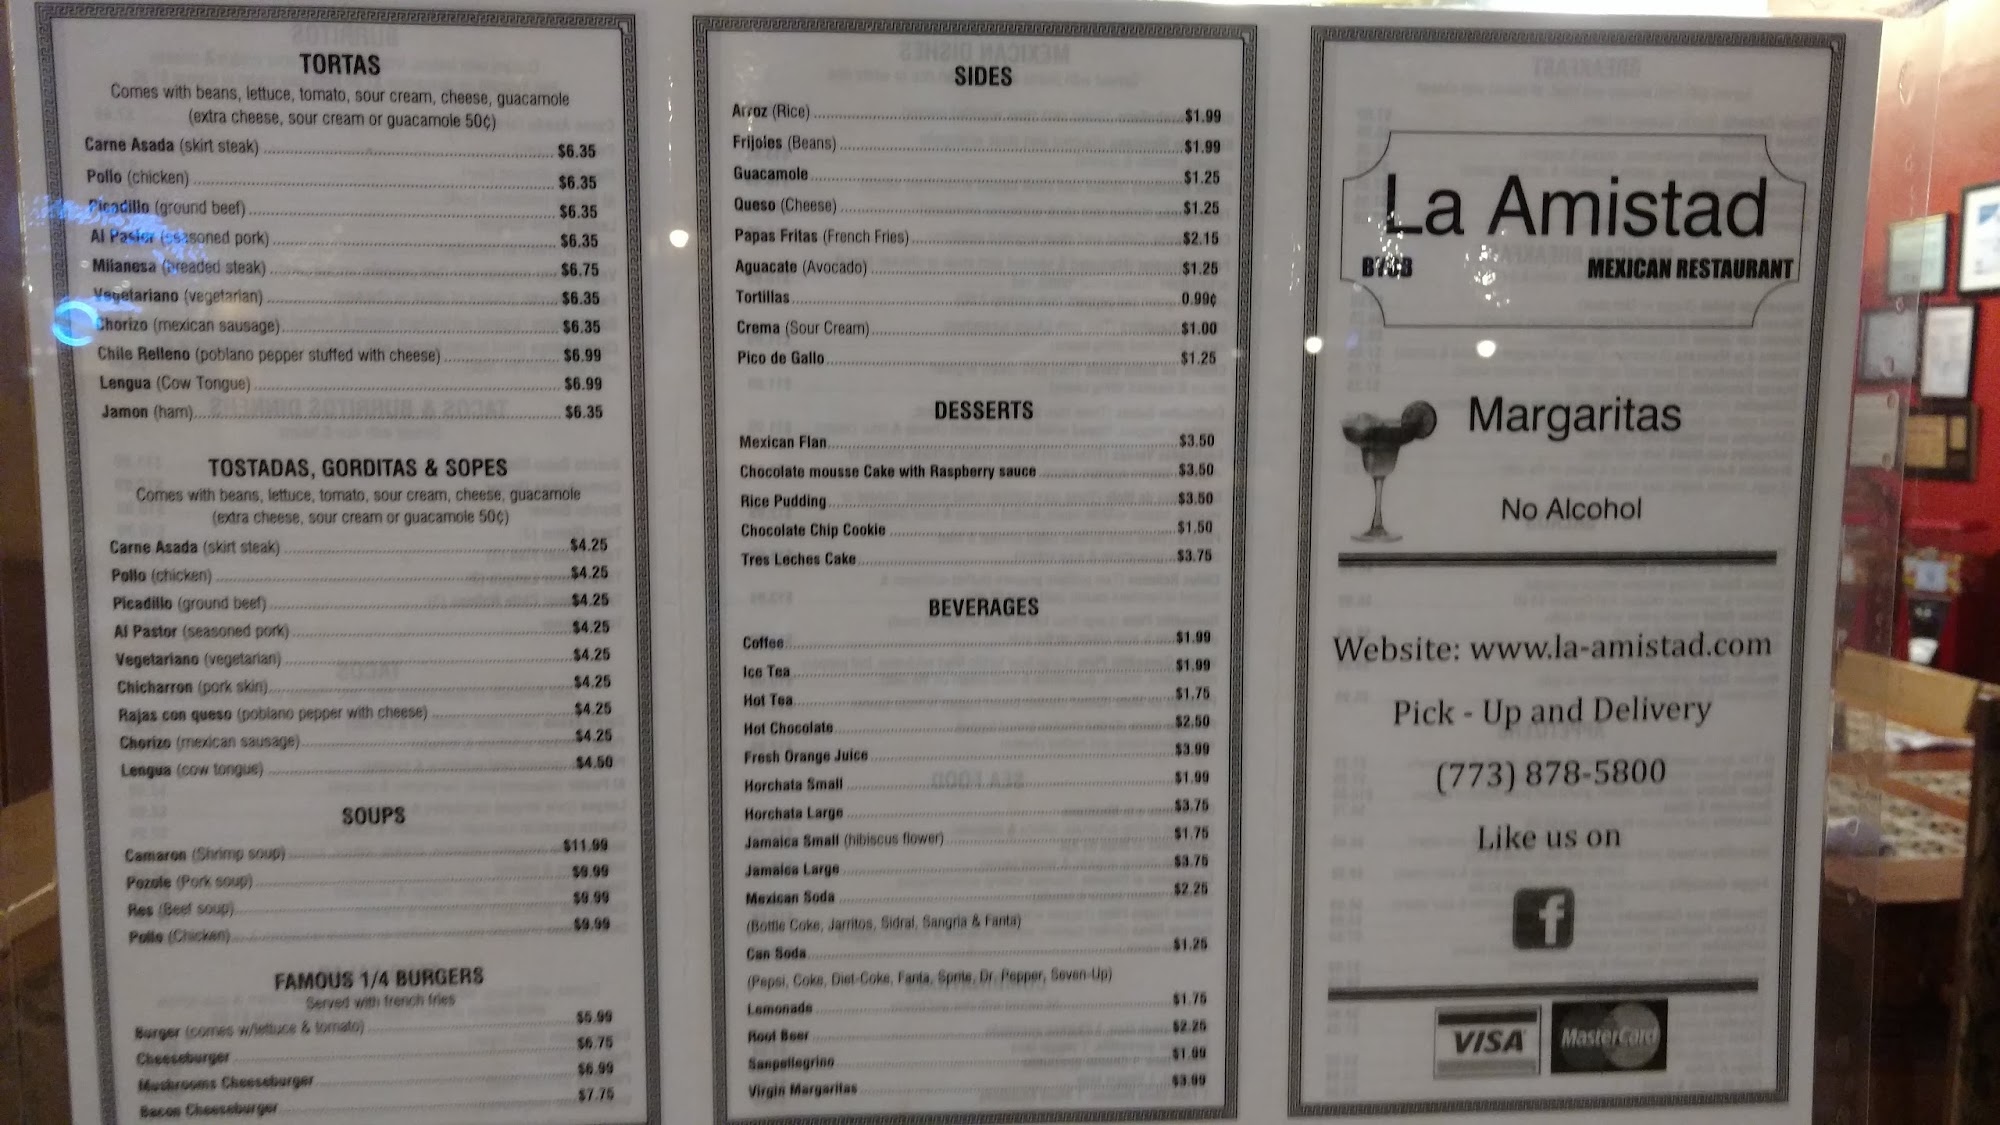 TORTAS
Comes with beans, lettuce, tomato, sour cream, cheese, guacamole
(extra cheese, sour cream or guacamole 50¢)
Carne Asada (skirt steak) $6.35
Pollo (chicken) $6.35
Picadillo (ground beef) $6.35
Al Pastor (seasoned pork) $6.35
Milanesa (breaded steak) $6.75
Vegetariano (vegetarian) $6.35
Chorizo (mexican sausage) $6.35
Chile Relleno (poblano pepper stuffed with cheese) $6.99
Lengua (Cow Tongue) $6.99
Jamon (ham) $6.35
TOSTADAS, GORDITAS & SOPES
Comes with beans, lettuce, tomato, sour cream, cheese, guacamole
(extra cheese, sour cream or guacamole 50¢)
Carne Asada (skirt steak) $4.25
Pollo (chicken) $4.25
Picadillo (ground beef) $4.25
Al Pastor (seasoned pork) $4.25
Vegetariano (vegetarian) $4.25
Chicharron (pork skin) $4.25
Rajas con queso (poblano pepper with cheese) $4.25
Chorizo (mexican sausage) $4.25
Lengua (cow tongue) $4.50
SOUPS
Camaron (Shrimp soup) $11.99
Pozole (Pork soup) $9.99
Res (Beef soup) $9.99
Pollo (Chicken) $9.99
FAMOUS 1/4 BURGERS
Served with french fries
Burger (comes w/lettuce & tomato) $5.99
Cheeseburger $6.75
Mushrooms Cheeseburger $6.99
Bacon Cheeseburger $7.75
SIDES
Arroz (Rice) $1.99
Frijoles (Beans) $1.99
Guacamole $1.25
Queso (Cheese) $1.25
Papas Fritas (French Fries) $2.15
Aguacate (Avocado) $1.25
Tortillas 0.99¢
Crema (Sour Cream) $1.00
Pico de Gallo $1.25
DESSERTS
Mexican Flan $3.50
Chocolate mousse Cake with Raspberry sauce $3.50
Rice Pudding $3.50
Chocolate Chip Cookie $1.50
Tres Leches Cake $3.75
BEVERAGES
Coffee $1.99
Ice Tea $1.99
Hot Tea $1.75
Hot Chocolate $2.50
Fresh Orange Juice $3.99
Horchata Small $1.99
Horchata Large $3.75
Jamaica Small (hibiscus flower) $1.75
Jamaica Large $3.75
Mexican Soda $2.25
(Bottle Coke, Jarritos, Sidral, Sangria & Fanta)
Can Soda $1.25
(Pepsi, Coke, Diet-Coke, Fanta, Sprite, Dr. Pepper, Seven-Up)
Lemonade $1.75
Root Beer $2.25
Sanpellegrino $1.99
Virgin Margaritas $3.99
La Amistad
MEXICAN RESTAURANT
Margaritas
No Alcohol
Website: www.la-amistad.com
Pick - Up and Delivery
(773) 878-5800
Like us on
f
VISA
MasterCard